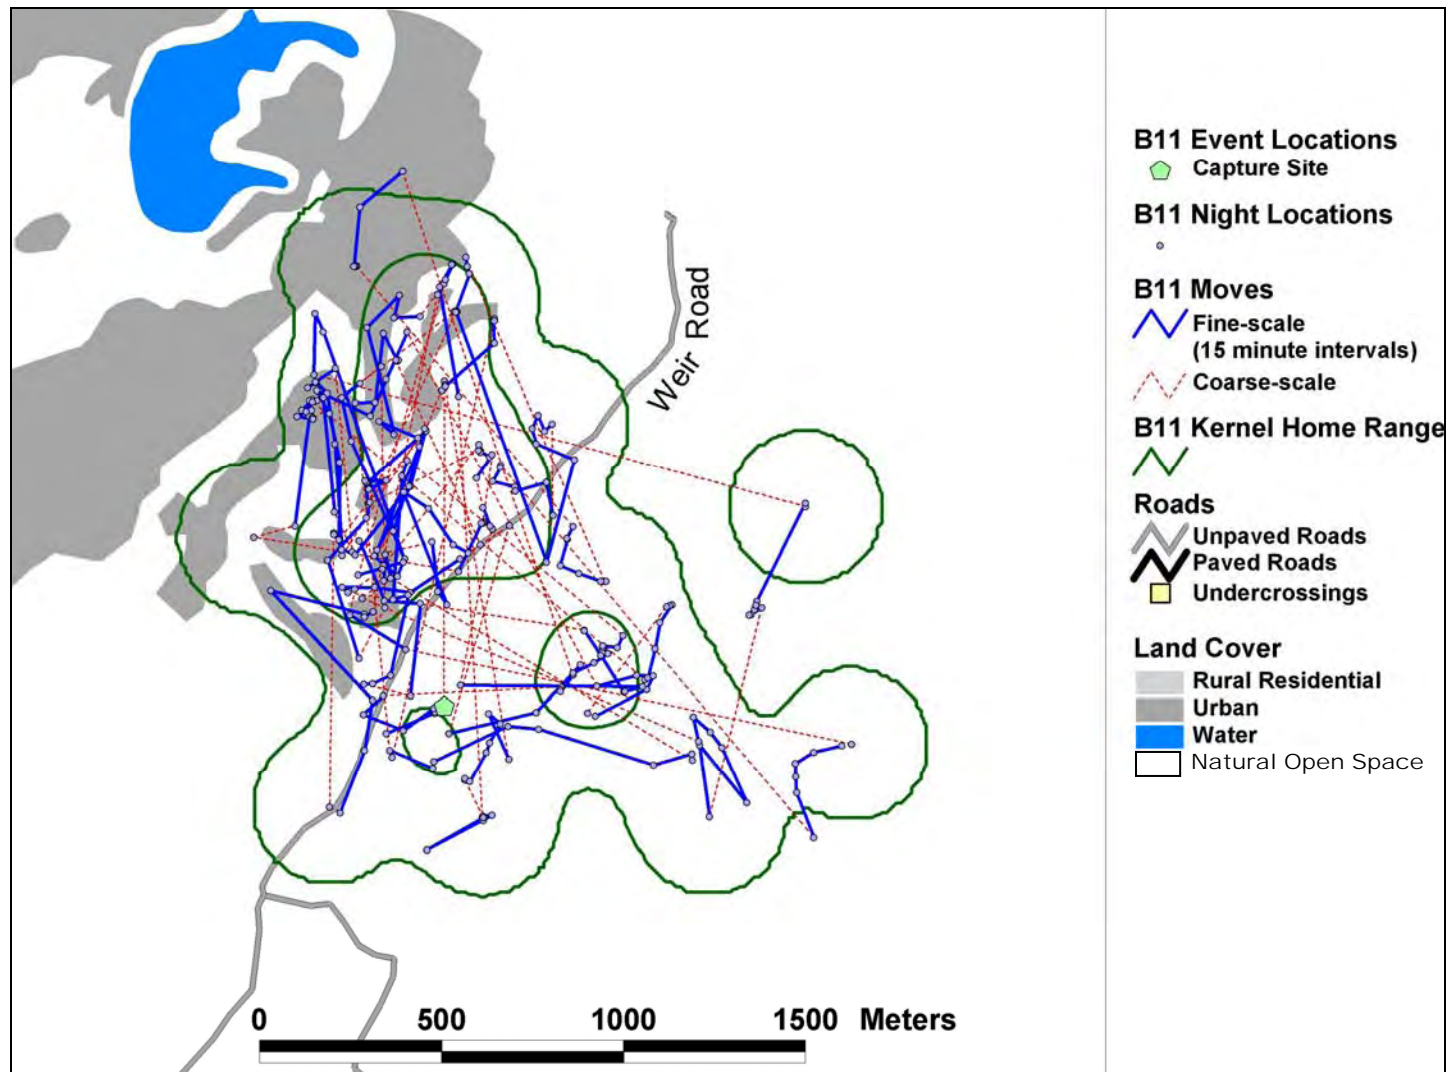 Weir Road
0 500 1000 1500 Meters
B11 Event Locations
Capture Site
B11 Night Locations
B11 Moves
Fine-scale
(15 minute intervals)
Coarse-scale
B11 Kernel Home Range
Roads
Unpaved Roads
Paved Roads
Undercrossings
Land Cover
Rural Residential
Urban
Water
Natural Open Space